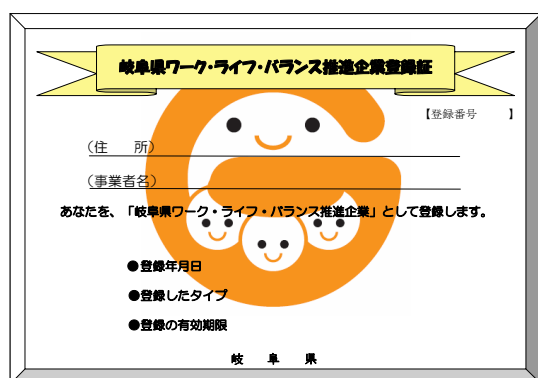 岐阜県ワーク・ライフ・バランス推進企業登録証
【登録番号　　】
（住　　所）
（事業者名）
あなたを、「岐阜県ワーク・ライフ・バランス推進企業」として登録します。
●登録年月日
●登録したタイプ
●登録の有効期限
岐　阜　県